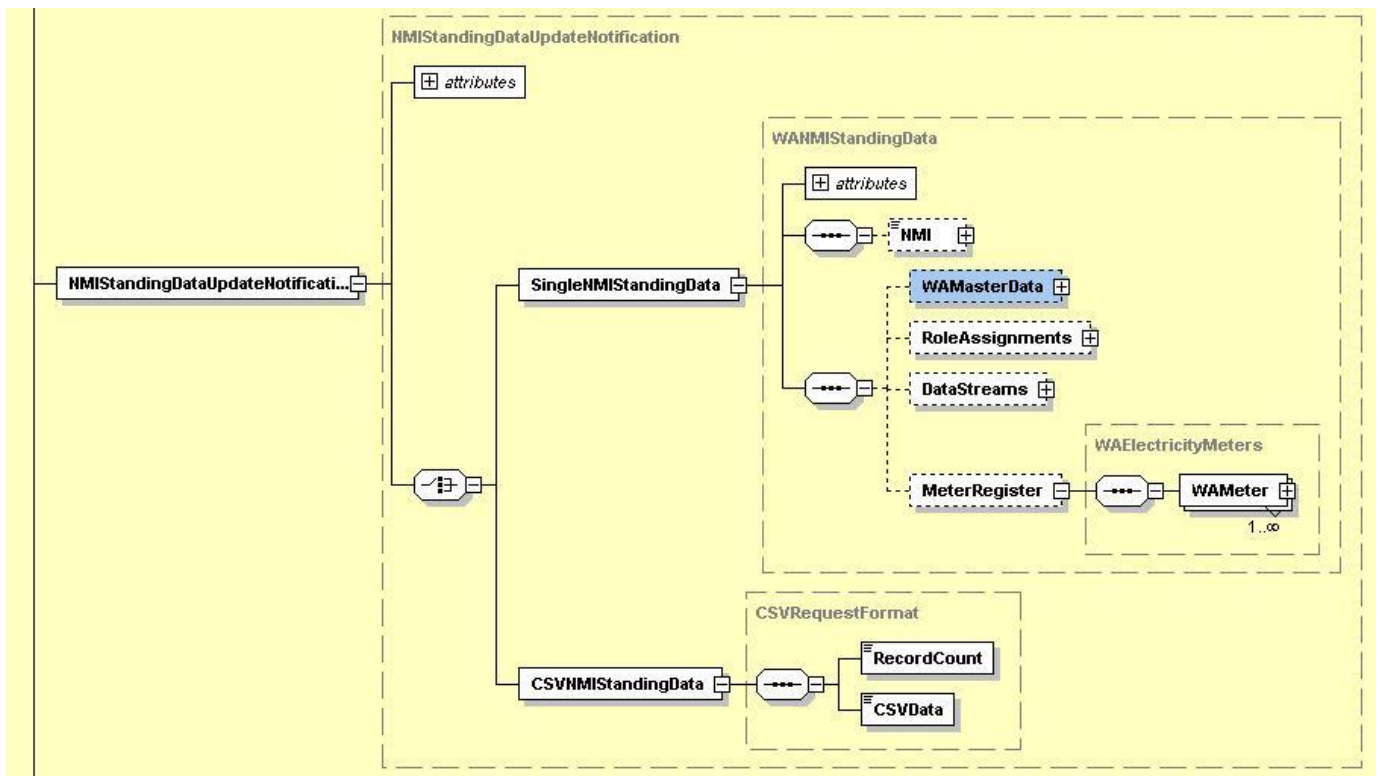 NMIStandingDataUpdateNotification
attributes
WANMIStandingData
attributes
NMI
NMIStandingDataUpdateNotificati...
SingleNMIStandingData
WAMasterData
RoleAssignments
DataStreams
WAElectricityMeters
MeterRegister
WAMeter
1..∞
CSVRequestFormat
RecordCount
CSVNMIStandingData
CSVData